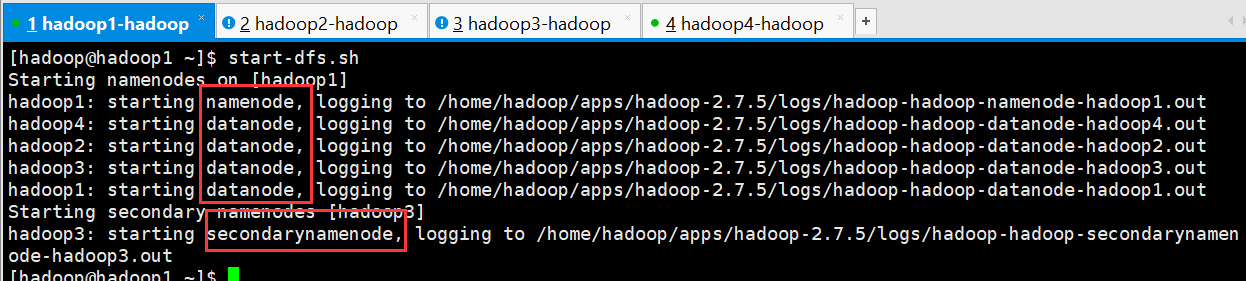 1 hadoop1-hadoop × 2 hadoop2-hadoop × 3 hadoop3-hadoop × 4 hadoop4-hadoop × +
[hadoop@hadoop1 ~]$ start-dfs.sh
Starting namenodes on [hadoop1]
hadoop1: starting namenode, logging to /home/hadoop/apps/hadoop-2.7.5/logs/hadoop-hadoop-namenode-hadoop1.out
hadoop4: starting datanode, logging to /home/hadoop/apps/hadoop-2.7.5/logs/hadoop-hadoop-datanode-hadoop4.out
hadoop2: starting datanode, logging to /home/hadoop/apps/hadoop-2.7.5/logs/hadoop-hadoop-datanode-hadoop2.out
hadoop3: starting datanode, logging to /home/hadoop/apps/hadoop-2.7.5/logs/hadoop-hadoop-datanode-hadoop3.out
hadoop1: starting datanode, logging to /home/hadoop/apps/hadoop-2.7.5/logs/hadoop-hadoop-datanode-hadoop1.out
Starting secondary namenodes [hadoop3]
hadoop3: starting secondarynamenode, logging to /home/hadoop/apps/hadoop-2.7.5/logs/hadoop-hadoop-secondarynamen
ode-hadoop3.out
[hadoop@hadoop1 ~]$